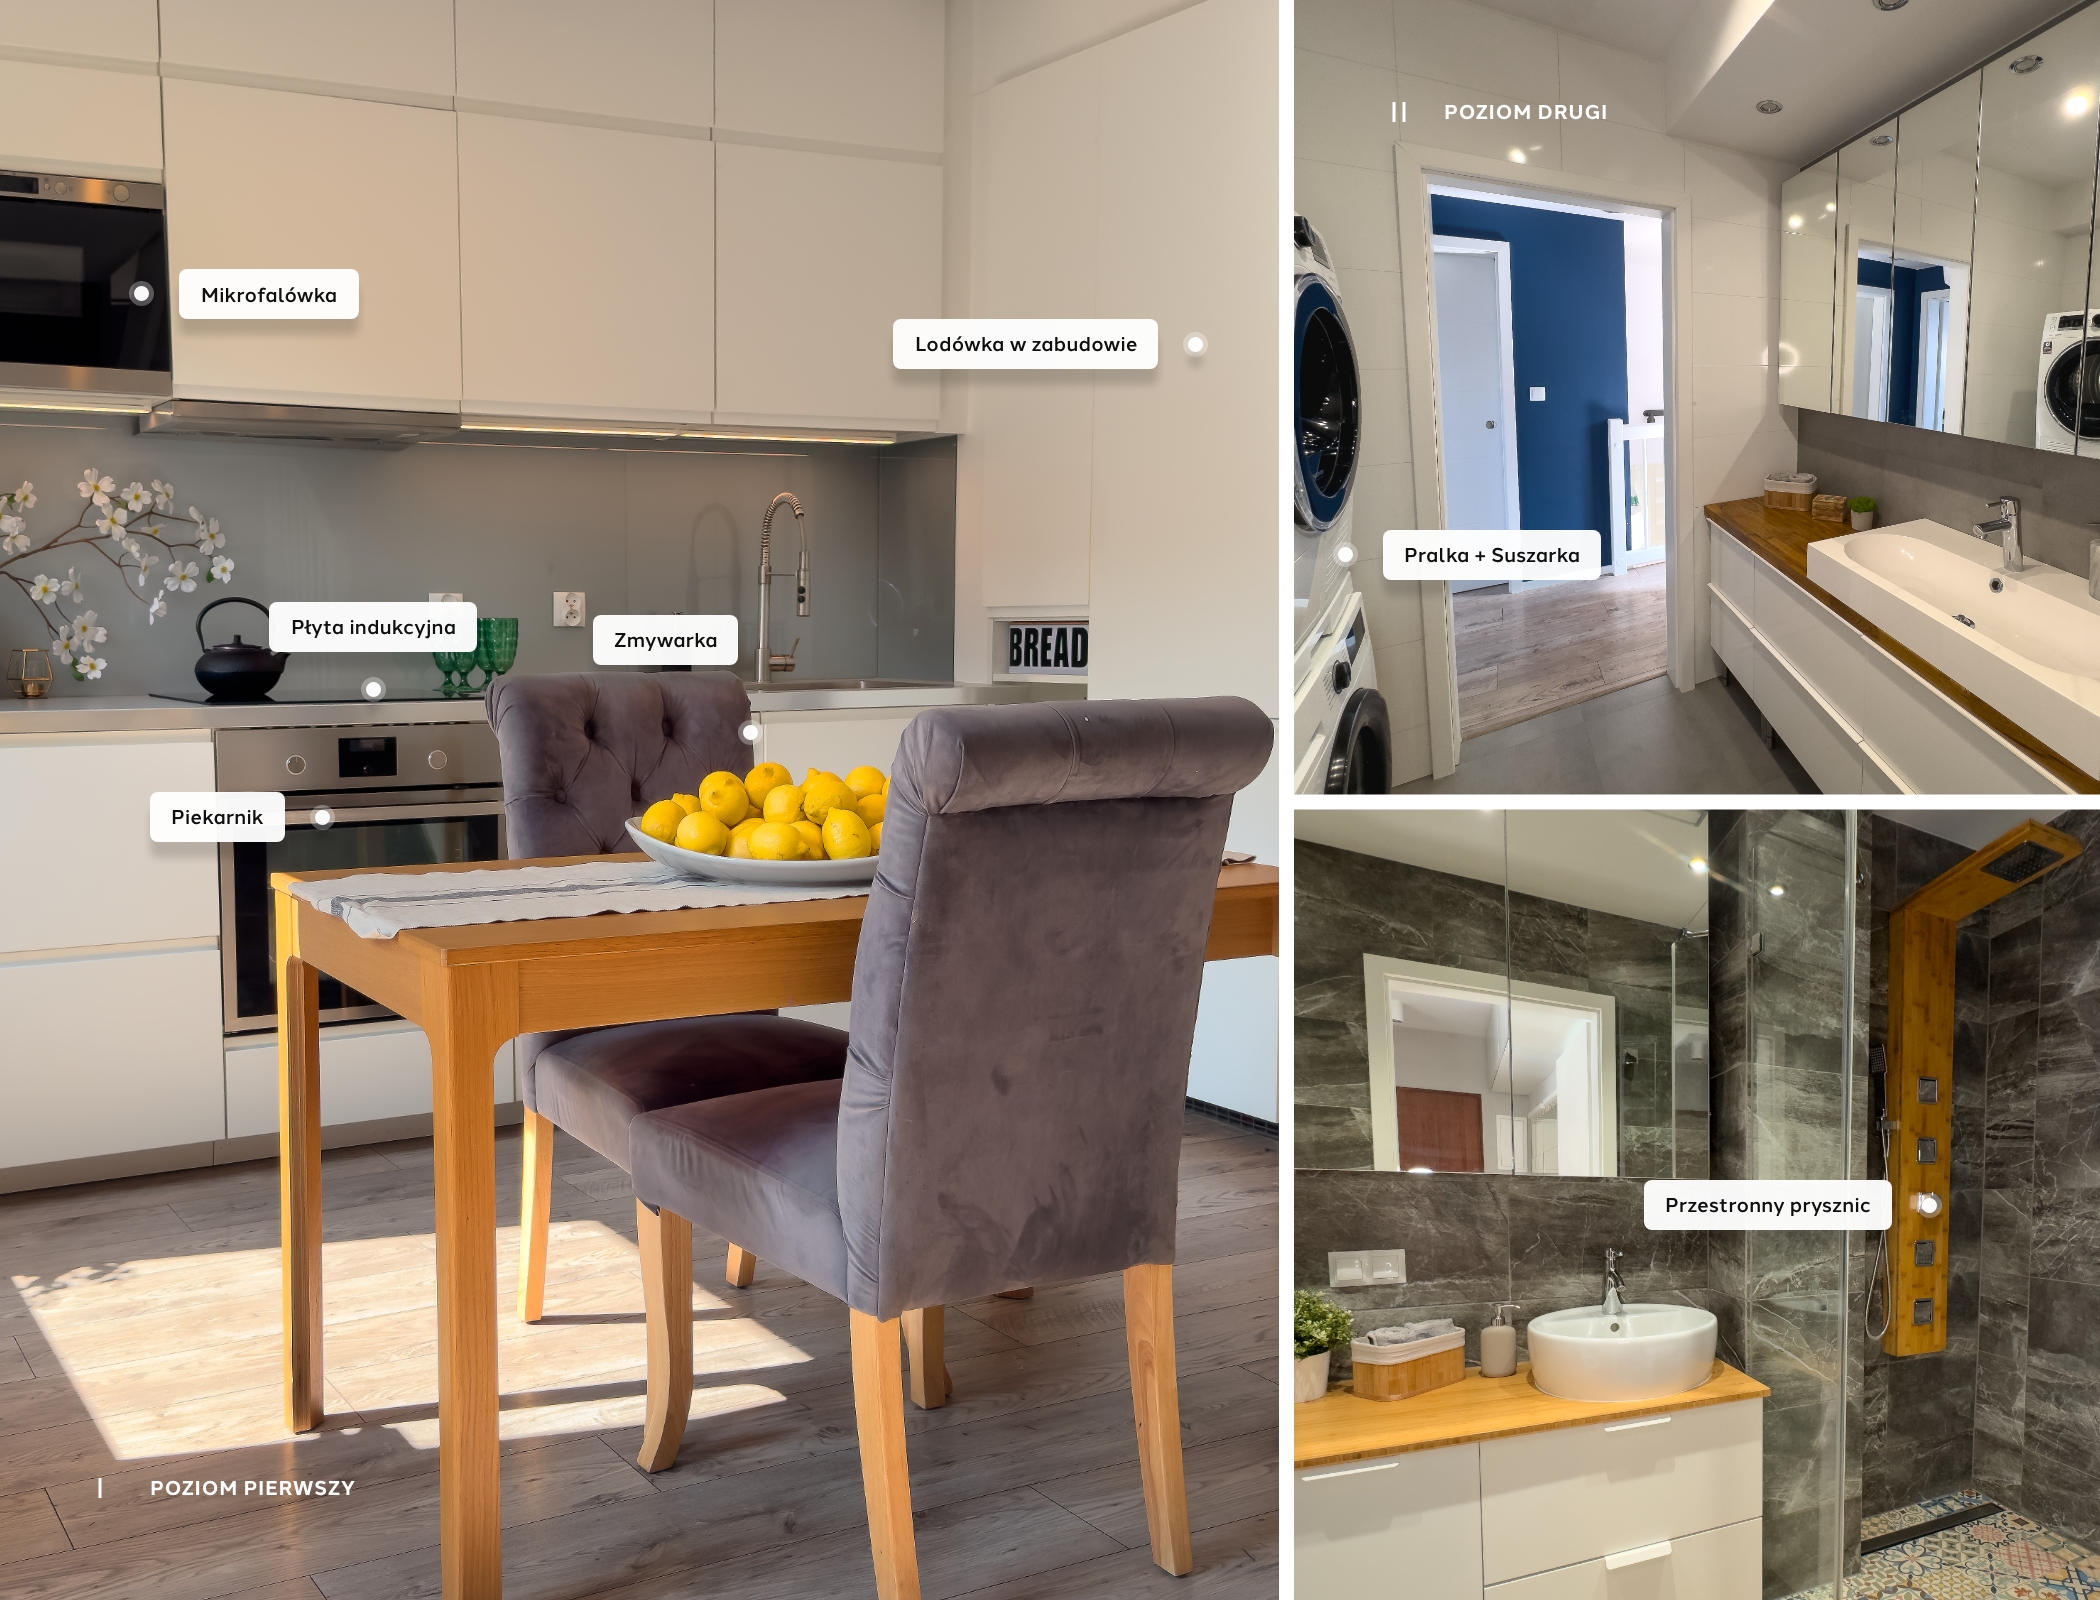 Mikrofalówka
Lodówka w zabudowie
Płyta indukcyjna
Zmywarka
BREAD
Piekarnik
| POZIOM PIERWSZY
|| POZIOM DRUGI
Pralka + Suszarka
Przestronny prysznic